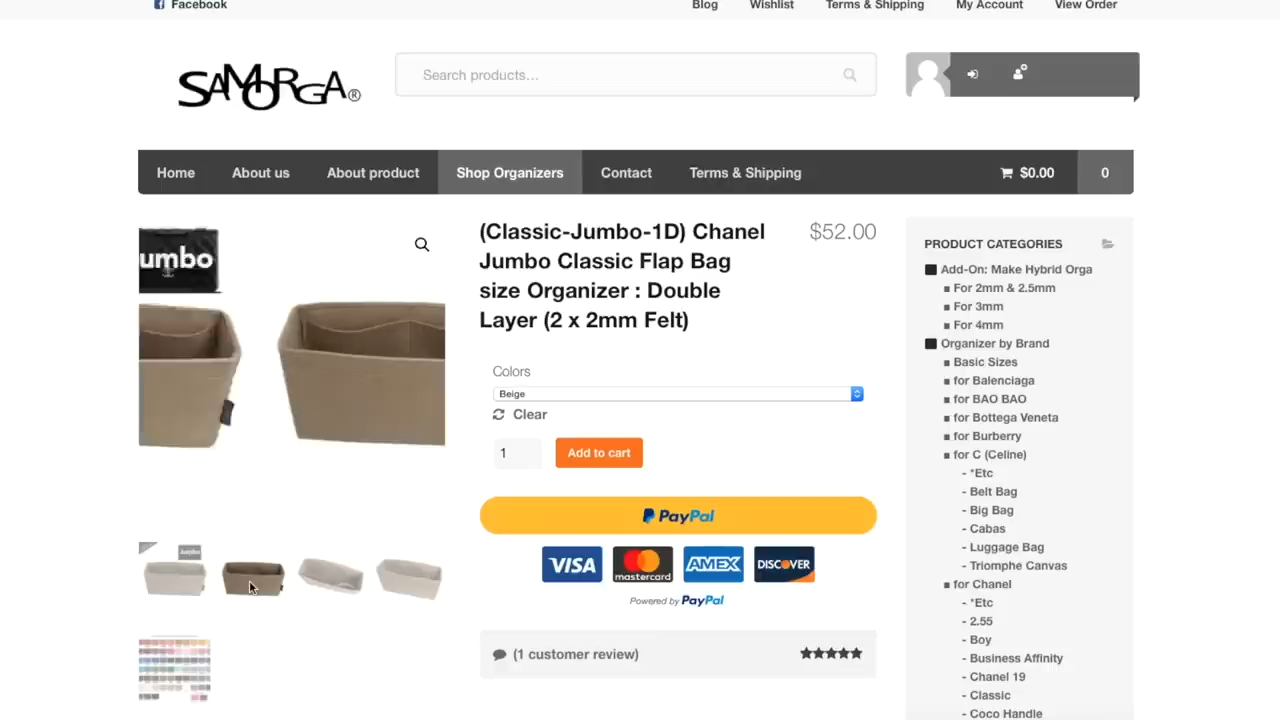 Facebook
Blog
Wishlist
Terms & Shipping
My Account
View Order
SAMORGA®
Search products...
Home
About us
About product
Shop Organizers
Contact
Terms & Shipping
$0.00
0
umbo
(Classic-Jumbo-1D) Chanel
Jumbo Classic Flap Bag
size Organizer : Double
Layer (2 x 2mm Felt)
$52.00
Colors
Beige
Clear
1
Add to cart
PayPal
VISA
mastercard
AMEX
DISCOVER
Powered by PayPal
(1 customer review)
Jumbo
PRODUCT CATEGORIES
Add-On: Make Hybrid Orga
For 2mm & 2.5mm
For 3mm
For 4mm
Organizer by Brand
Basic Sizes
for Balenciaga
for BAO BAO
for Bottega Veneta
for Burberry
for C (Celine)
- *Etc
- Belt Bag
- Big Bag
- Cabas
- Luggage Bag
- Triomphe Canvas
for Chanel
- *Etc
- 2.55
- Boy
- Business Affinity
- Chanel 19
- Classic
- Coco Handle